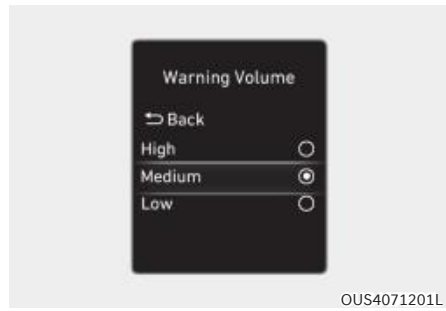 Warning Volume
Back
High
Medium
Low
OUS4071201L